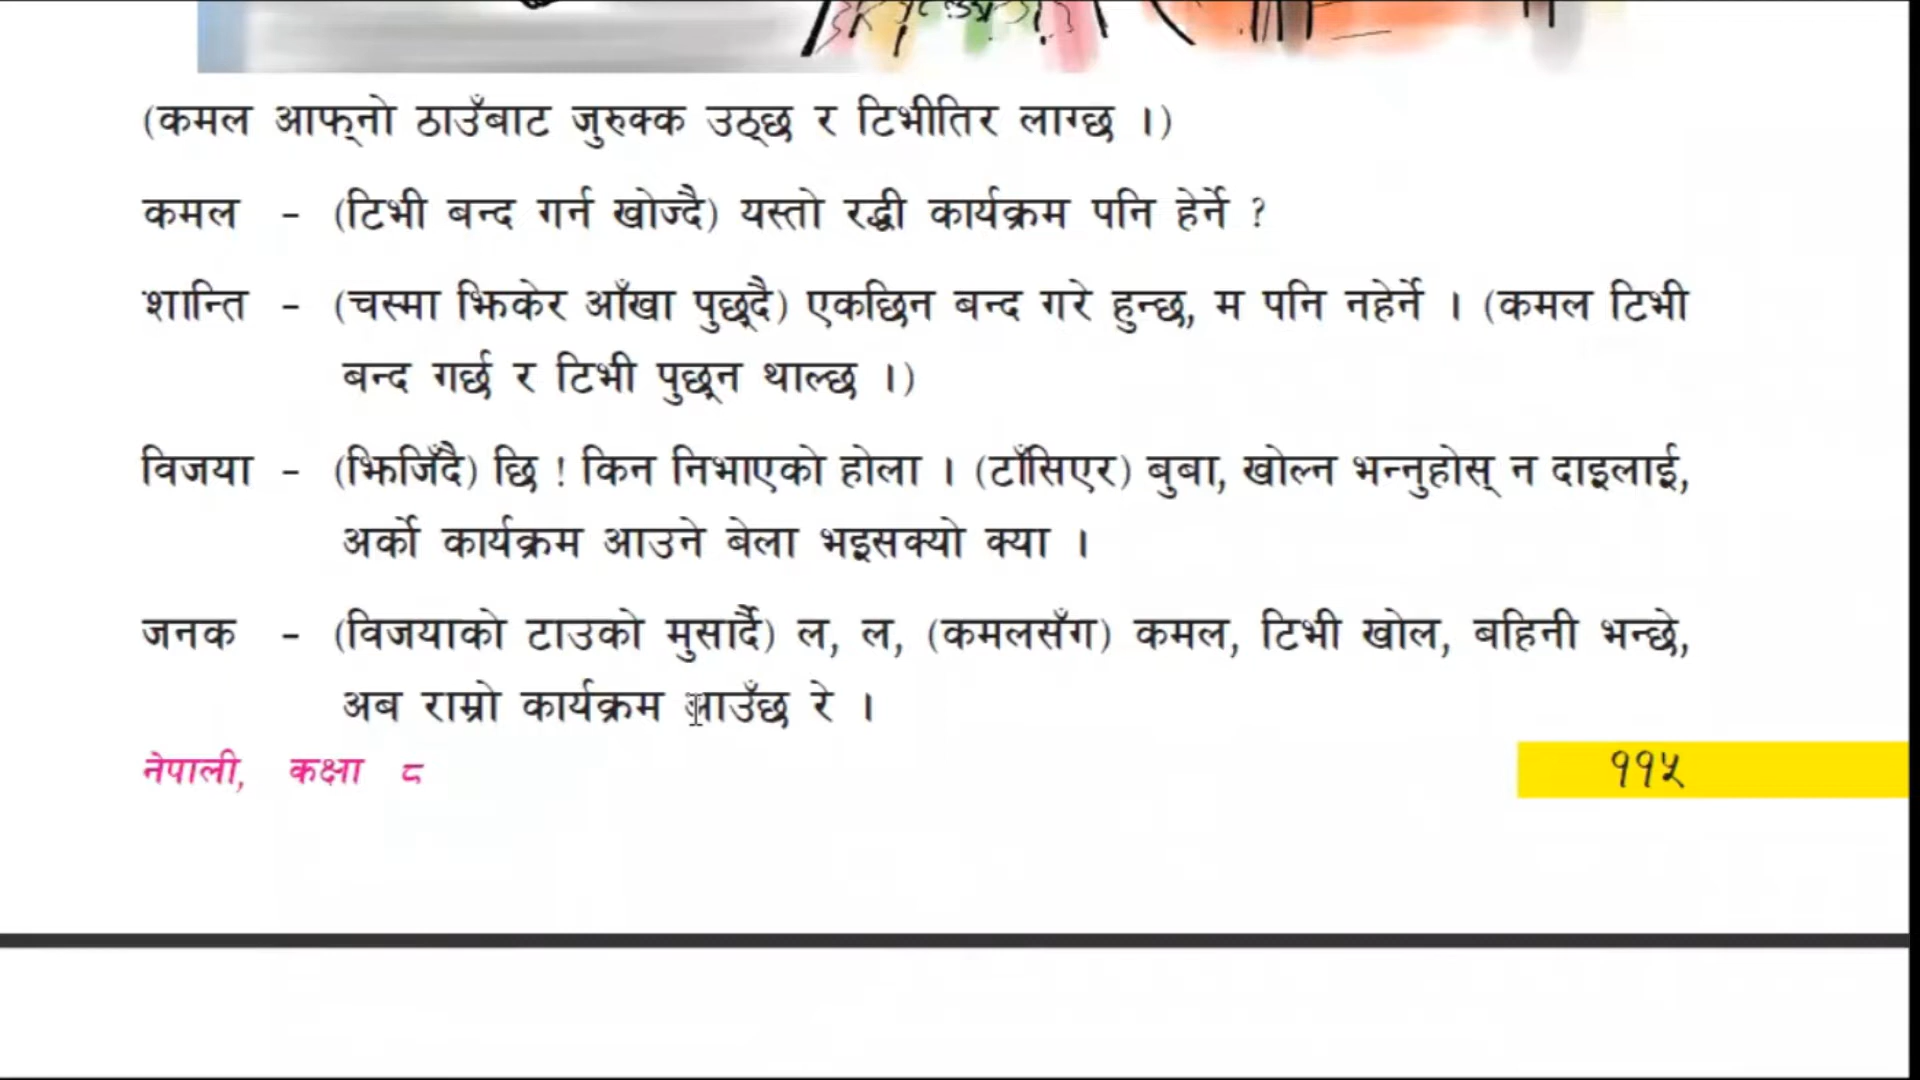 (कमल आफ्नो ठाउँबाट जुरुक्क उठ्छ र टिभीतिर लाग्छ ।)
कमल - (टिभी बन्द गर्न खोज्दै) यस्तो रद्धी कार्यक्रम पनि हेर्ने ?
शान्ति - (चस्मा झिकेर आँखा पुछ्दै) एकछिन बन्द गरे हुन्छ, म पनि नहेर्ने । (कमल टिभी
बन्द गर्छ र टिभी पुछ्न थाल्छ ।)
विजया - (झिजिँदै) छि ! किन निभाएको होला । (टाँसिएर) बुबा, खोल्न भन्नुहोस् न दाइलाई,
अर्को कार्यक्रम आउने बेला भइसक्यो क्या ।
जनक - (विजयाको टाउको मुसार्दै) ल, ल, (कमलसँग) कमल, टिभी खोल, बहिनी भन्छे,
अब राम्रो कार्यक्रम आउँछ रे ।
नेपाली, कक्षा ८
११५